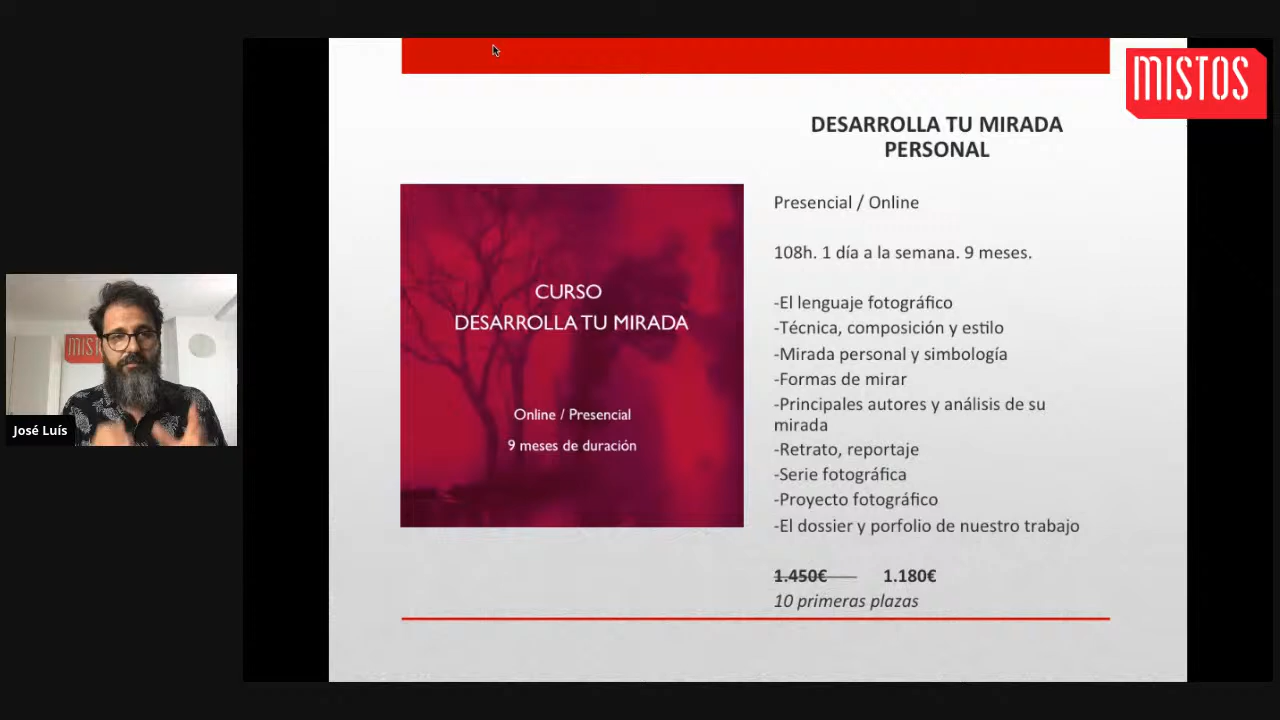 MISTOS
DESARROLLA TU MIRADA
PERSONAL
Presencial / Online
108h. 1 día a la semana. 9 meses.
-El lenguaje fotográfico
-Técnica, composición y estilo
-Mirada personal y simbología
-Formas de mirar
-Principales autores y análisis de su
mirada
-Retrato, reportaje
-Serie fotográfica
-Proyecto fotográfico
-El dossier y porfolio de nuestro trabajo
1.450€ 1.180€
10 primeras plazas
CURSO
DESARROLLA TU MIRADA
Online / Presencial
9 meses de duración
MISTO
José Luís